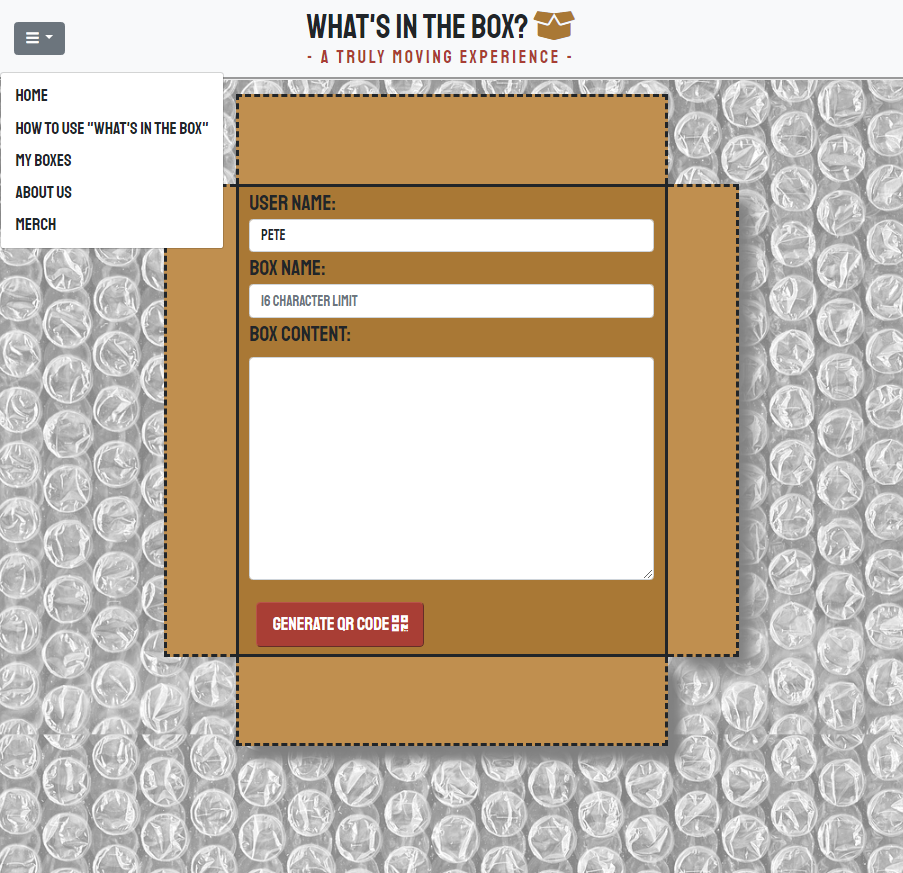 WHAT'S IN THE BOX?
- A TRULY MOVING EXPERIENCE -
HOME
HOW TO USE "WHAT'S IN THE BOX"
MY BOXES
ABOUT US
MERCH
USER NAME:
PETE
BOX NAME:
16 CHARACTER LIMIT
BOX CONTENT:
GENERATE QR CODE